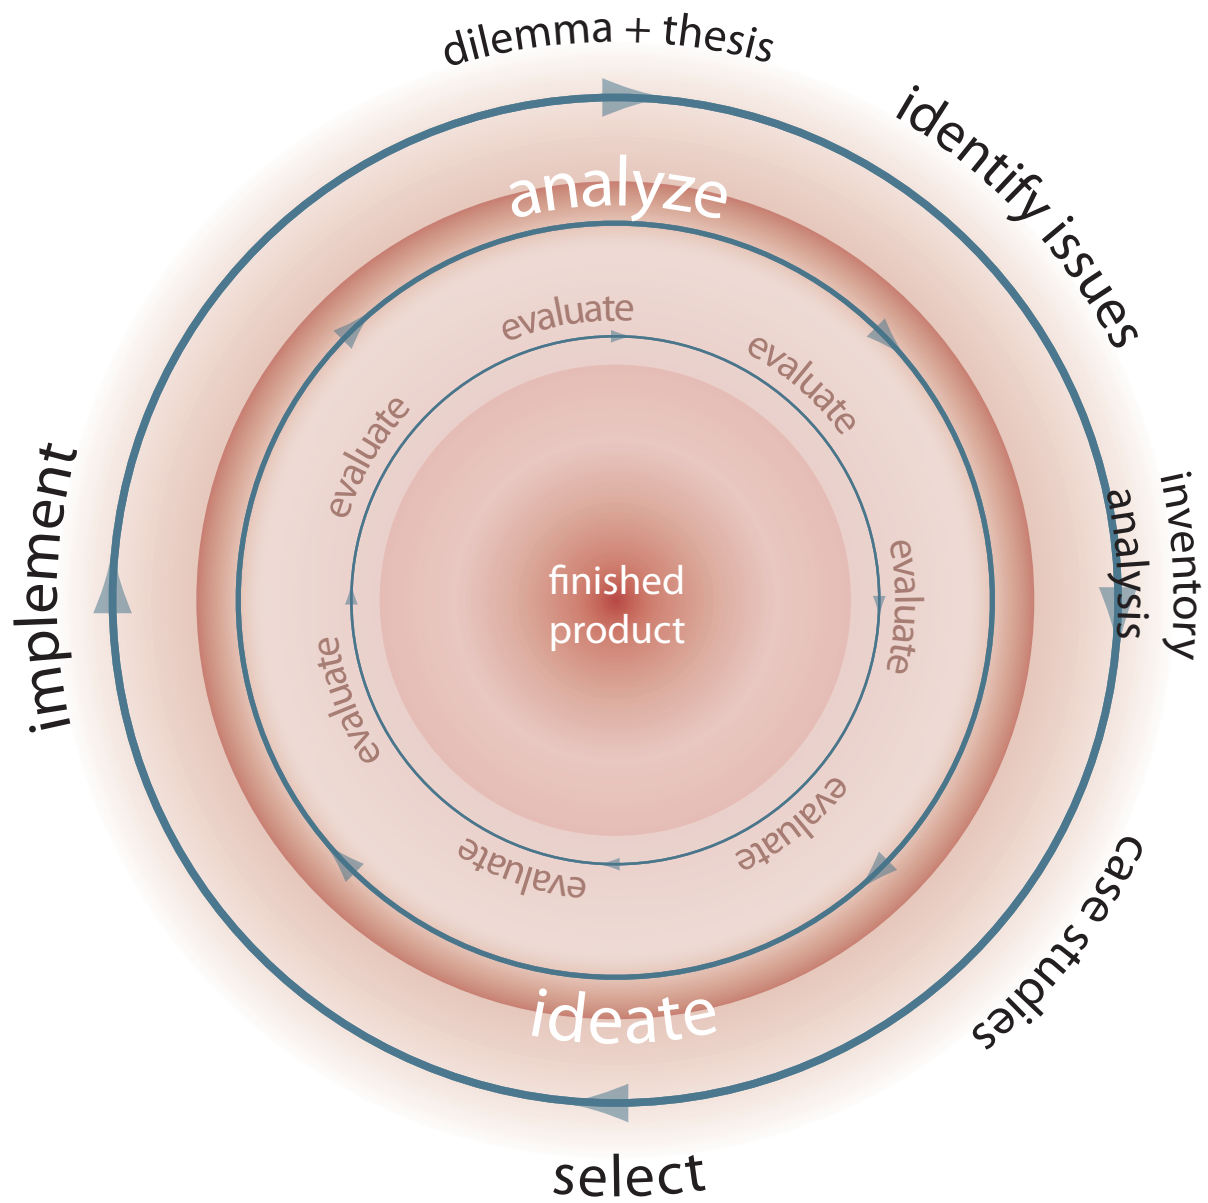 dilemma + thesis
identify issues
inventory
analysis
case studies
select
implement
analyze
ideate
evaluate
evaluate
evaluate
evaluate
evaluate
evaluate
evaluate
finished
product